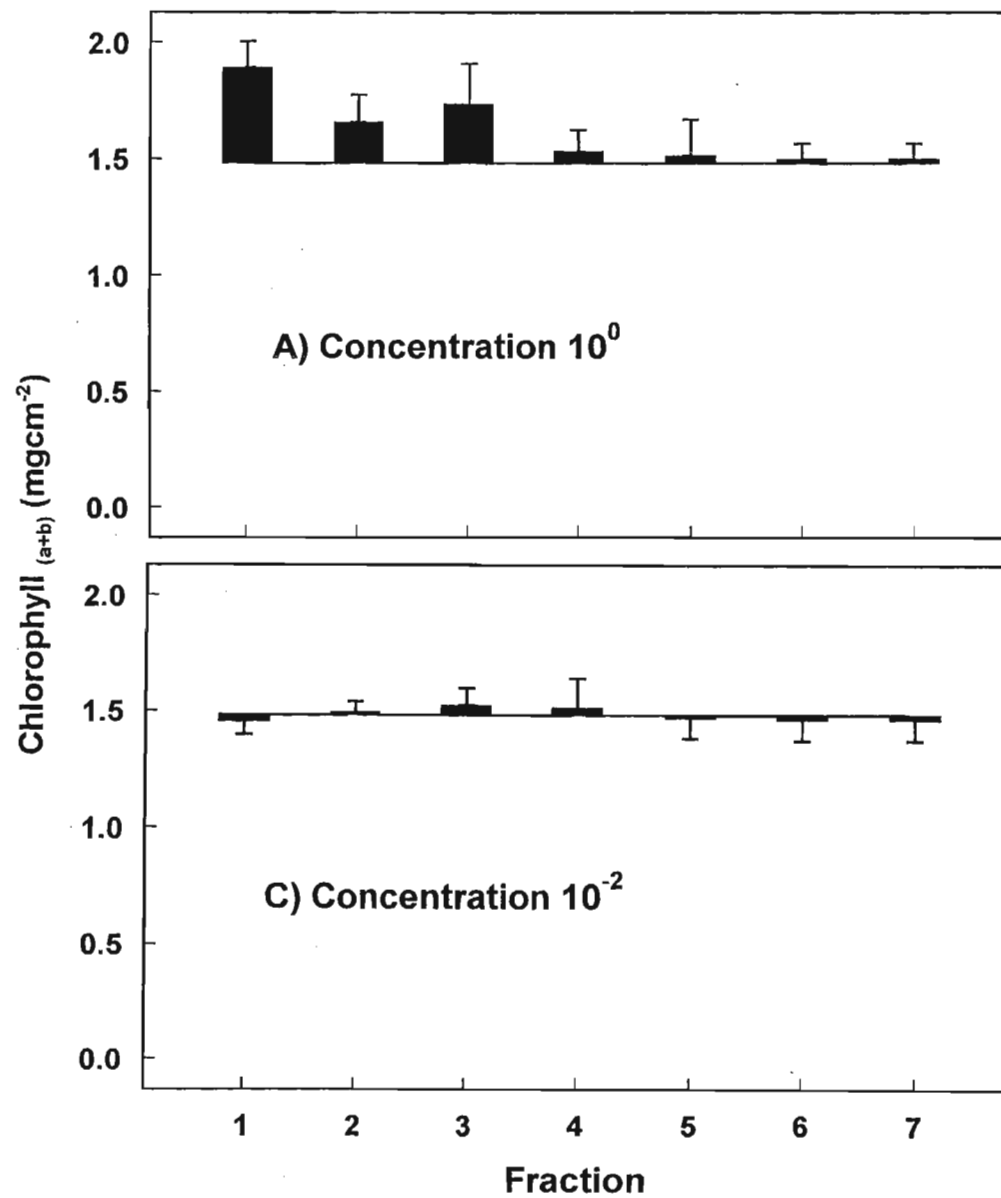 2.0
1.5
1.0
0.5
0.0
A) Concentration 10⁰
Chlorophyll (a+b) (mgcm⁻²)
2.0
1.5
1.0
0.5
0.0
C) Concentration 10⁻²
1 2 3 4 5 6 7
Fraction